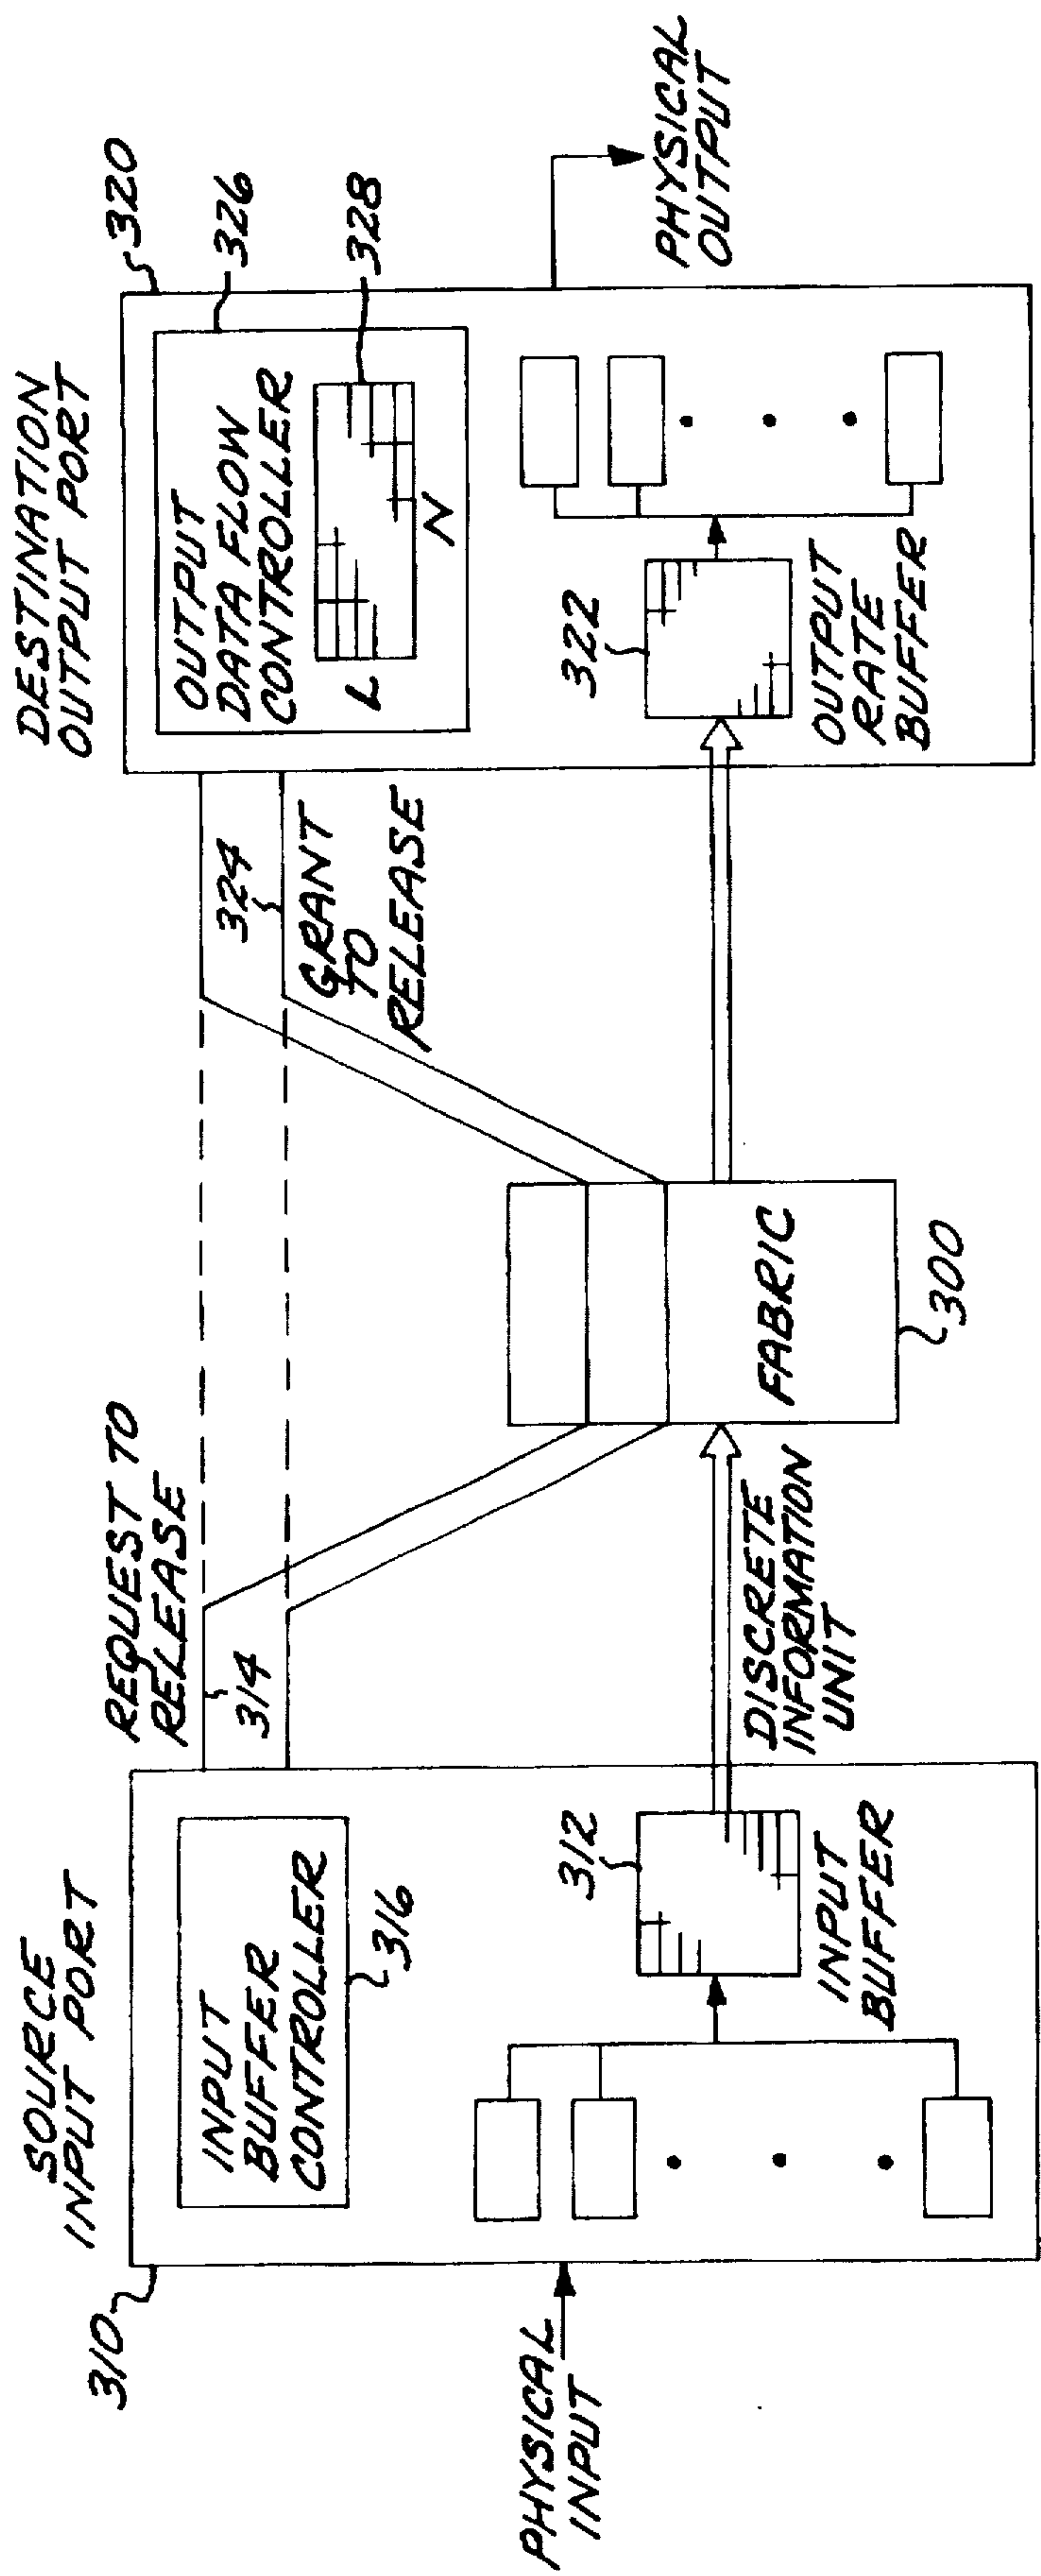 SOURCE
INPUT PORT
310
INPUT
BUFFER
CONTROLLER
316
PHYSICAL
INPUT
312
INPUT
BUFFER
REQUEST TO
RELEASE
314
DISCRETE
INFORMATION
UNIT
FABRIC
300
324
GRANT
TO
RELEASE
DESTINATION
OUTPUT PORT
320
OUTPUT
DATA FLOW
CONTROLLER
326
328
L
N
322
OUTPUT
RATE
BUFFER
PHYSICAL
OUTPUT